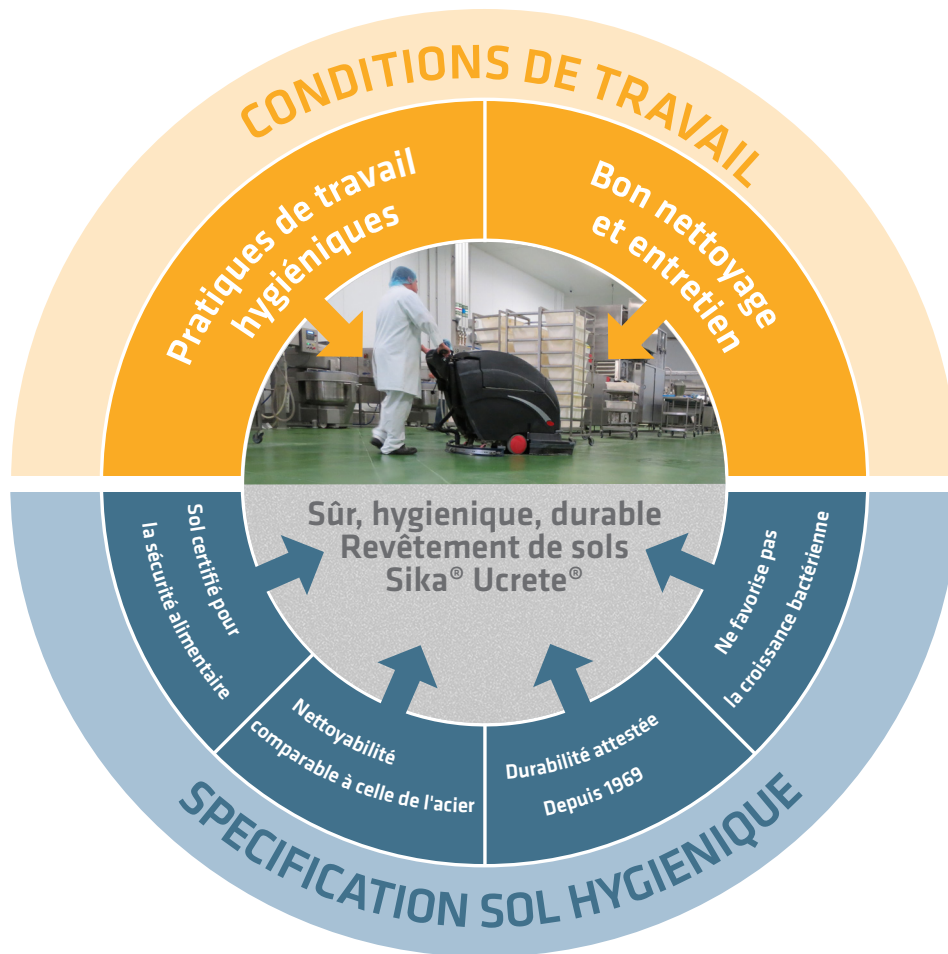 CONDITIONS DE TRAVAIL
Pratiques de travail
hygiéniques
Bon nettoyage
et entretien
Sûr, hygienique, durable
Revêtement de sols
Sika® Ucrete®
Sol certifié pour
la sécurité alimentaire
Nettoyabilité
comparable à celle de l'acier
Durabilité attestée
Depuis 1969
Ne favorise pas
la croissance bactérienne
SPECIFICATION SOL HYGIENIQUE